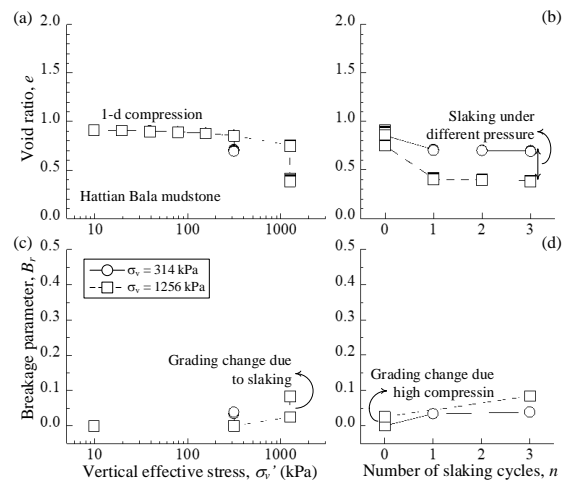 (a)
(b)
2.0
1.5
1.0
0.5
0.0
Void ratio, e
1-d compression
Hattian Bala mudstone
10
100
1000
2.0
1.5
1.0
0.5
0.0
Slaking under
different pressure
0
1
2
3
(c)
(d)
0.5
0.4
0.3
0.2
0.1
0.0
Breakage parameter, Br
σv = 314 kPa
σv = 1256 kPa
Grading change due
to slaking
10
100
1000
Vertical effective stress, σv' (kPa)
0.5
0.4
0.3
0.2
0.1
0.0
Grading change due
high compressin
0
1
2
3
Number of slaking cycles, n